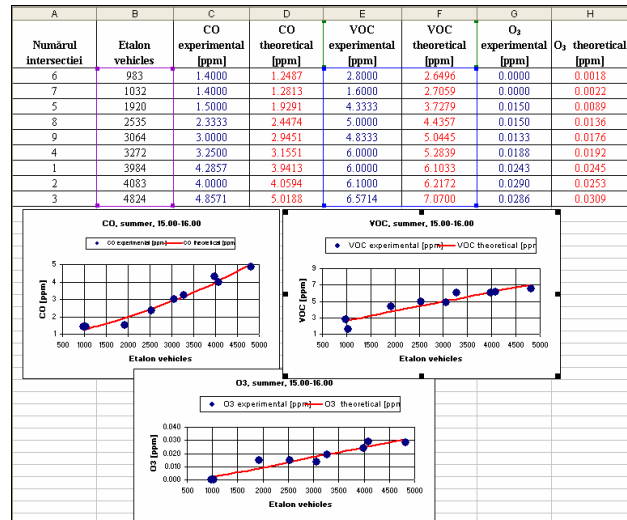 A B C D E F G H
Numărul intersectiei Etalon vehicles CO experimental [ppm] CO theoretical [ppm] VOC experimental [ppm] VOC theoretical [ppm] O₃ experimental [ppm] O₃ theoretical [ppm]
6 983 1.4000 1.2487 2.8000 2.6496 0.0000 0.0018
7 1032 1.4000 1.2813 1.6000 2.7059 0.0000 0.0022
5 1920 1.5000 1.9291 4.3333 3.7279 0.0150 0.0089
8 2535 2.3333 2.4474 5.0000 4.4357 0.0150 0.0136
9 3064 3.0000 2.9451 4.8333 5.0445 0.0133 0.0176
4 3272 3.2500 3.1551 6.0000 5.2839 0.0188 0.0192
1 3984 4.2857 3.9413 6.0000 6.1033 0.0243 0.0245
2 4083 4.0000 4.0594 6.1000 6.2172 0.0290 0.0253
3 4824 4.8571 5.0188 6.5714 7.0700 0.0286 0.0309
CO, summer, 15.00-16.00
CO experimental [ppm] CO theoretical [ppm
CO [ppm]
5
4
3
2
1
500 1000 1500 2000 2500 3000 3500 4000 4500 5000
Etalon vehicles
VOC, summer, 15.00-16.00
VOC experimental [ppm] VOC theoretical [ppr
VOC [ppm]
9
7
5
3
1
500 1000 1500 2000 2500 3000 3500 4000 4500 5000
Etalon vehicles
O3, summer, 15.00-16.00
O3 experimental [ppm] O3 theoretical [ppn
O3 [ppm]
0.040
0.030
0.020
0.010
0.000
500 1000 1500 2000 2500 3000 3500 4000 4500 5000
Etalon vehicles